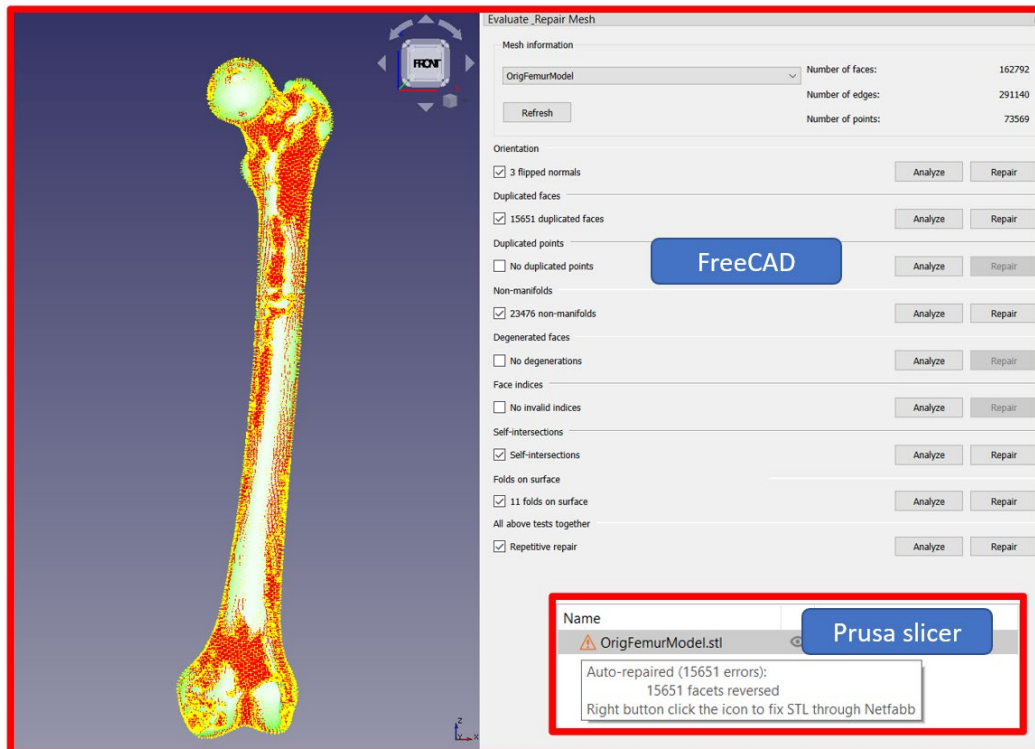 FRONT
Z
Y X
Evaluate _Repair Mesh
Mesh information
OrigFemurModel
Number of faces: 162792
Refresh
Number of edges: 291140
Number of points: 73569
Orientation
3 flipped normals Analyze Repair
Duplicated faces
15651 duplicated faces Analyze Repair
Duplicated points
FreeCAD
No duplicated points Analyze Repair
Non-manifolds
23476 non-manifolds Analyze Repair
Degenerated faces
No degenerations Analyze Repair
Face indices
No invalid indices Analyze Repair
Self-intersections
Self-intersections Analyze Repair
Folds on surface
11 folds on surface Analyze Repair
All above tests together
Repetitive repair Analyze Repair
Name
Prusa slicer
OrigFemurModel.stl
Auto-repaired (15651 errors):
15651 facets reversed
Right button click the icon to fix STL through Netfabb